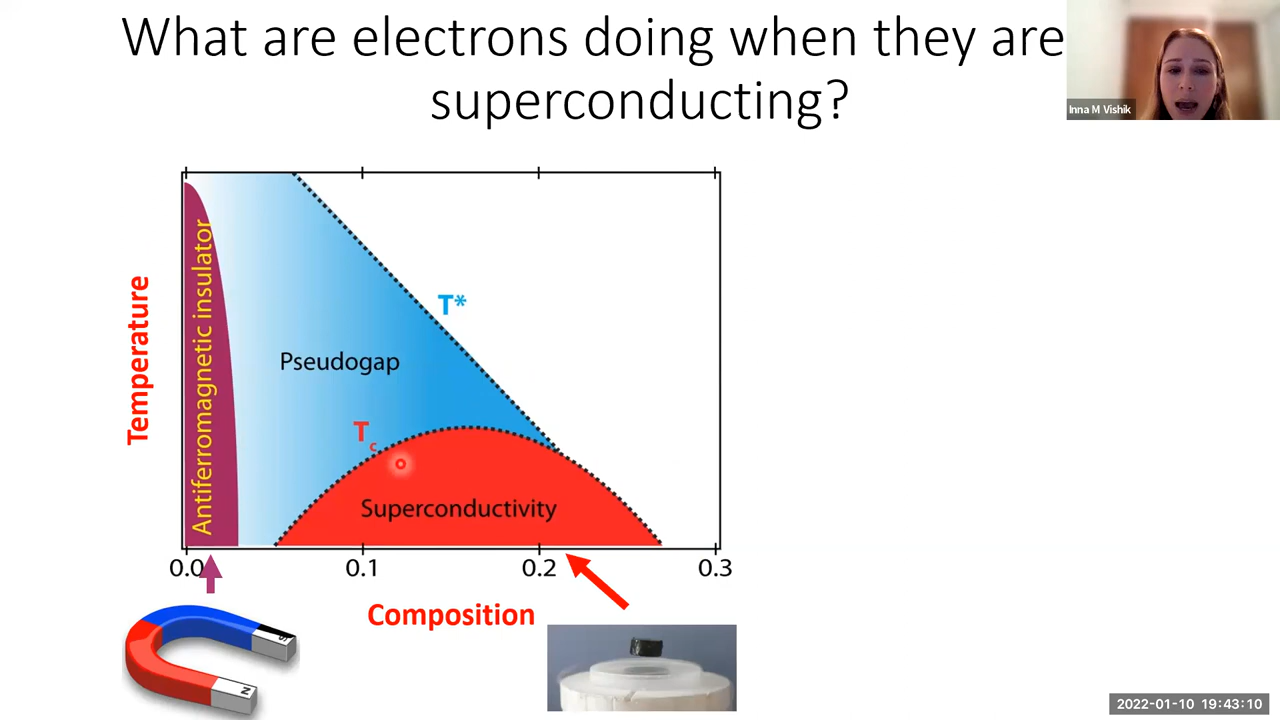 What are electrons doing when they are
superconducting?
Inna M Vishik
Temperature
Antiferromagnetic insulator
T*
Pseudogap
Tc
Superconductivity
0.0
0.1
0.2
0.3
Composition
S
N
2022-01-10 19:43:10